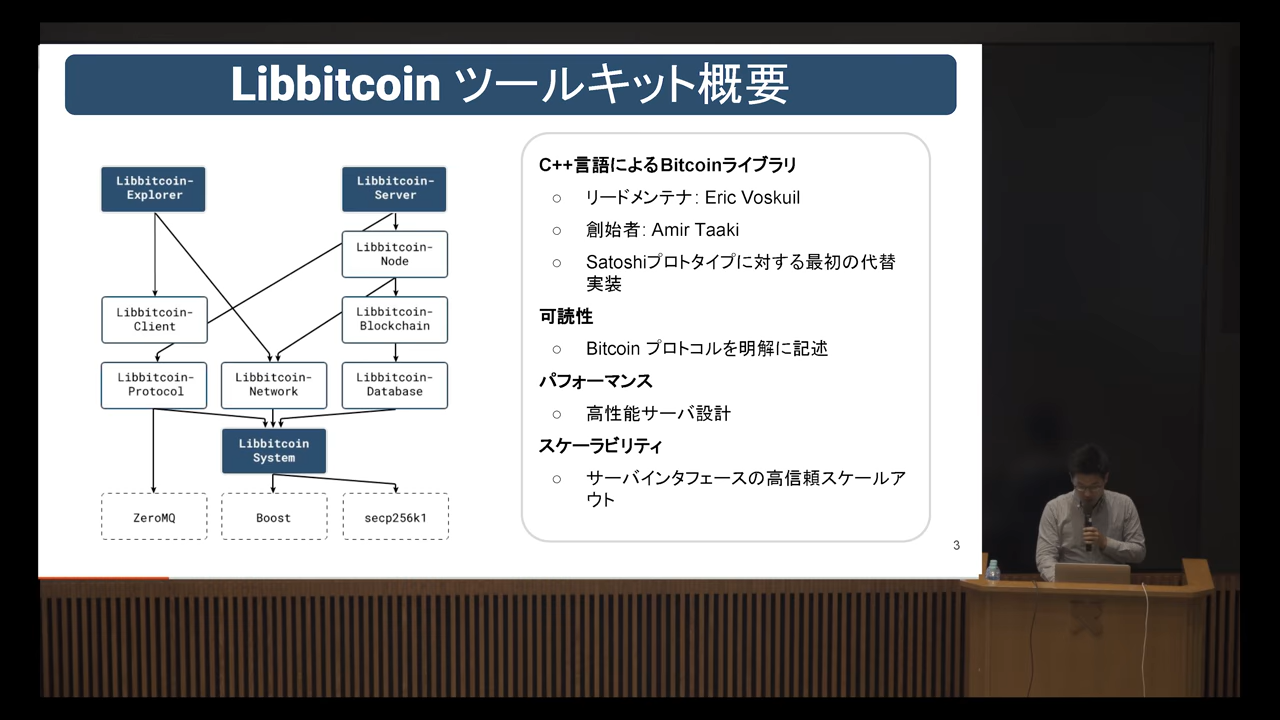 Libbitcoin ツールキット概要
Libbitcoin-
Explorer
Libbitcoin-
Server
Libbitcoin-
Node
Libbitcoin-
Client
Libbitcoin-
Blockchain
Libbitcoin-
Protocol
Libbitcoin-
Network
Libbitcoin-
Database
Libbitcoin
System
ZeroMQ
Boost
secp256k1
C++言語によるBitcoinライブラリ
○ リードメンテナ: Eric Voskuil
○ 創始者: Amir Taaki
○ Satoshiプロトタイプに対する最初の代替
実装
可読性
○ Bitcoin プロトコルを明解に記述
パフォーマンス
○ 高性能サーバ設計
スケーラビリティ
○ サーバインタフェースの高信頼スケールア
ウト
3